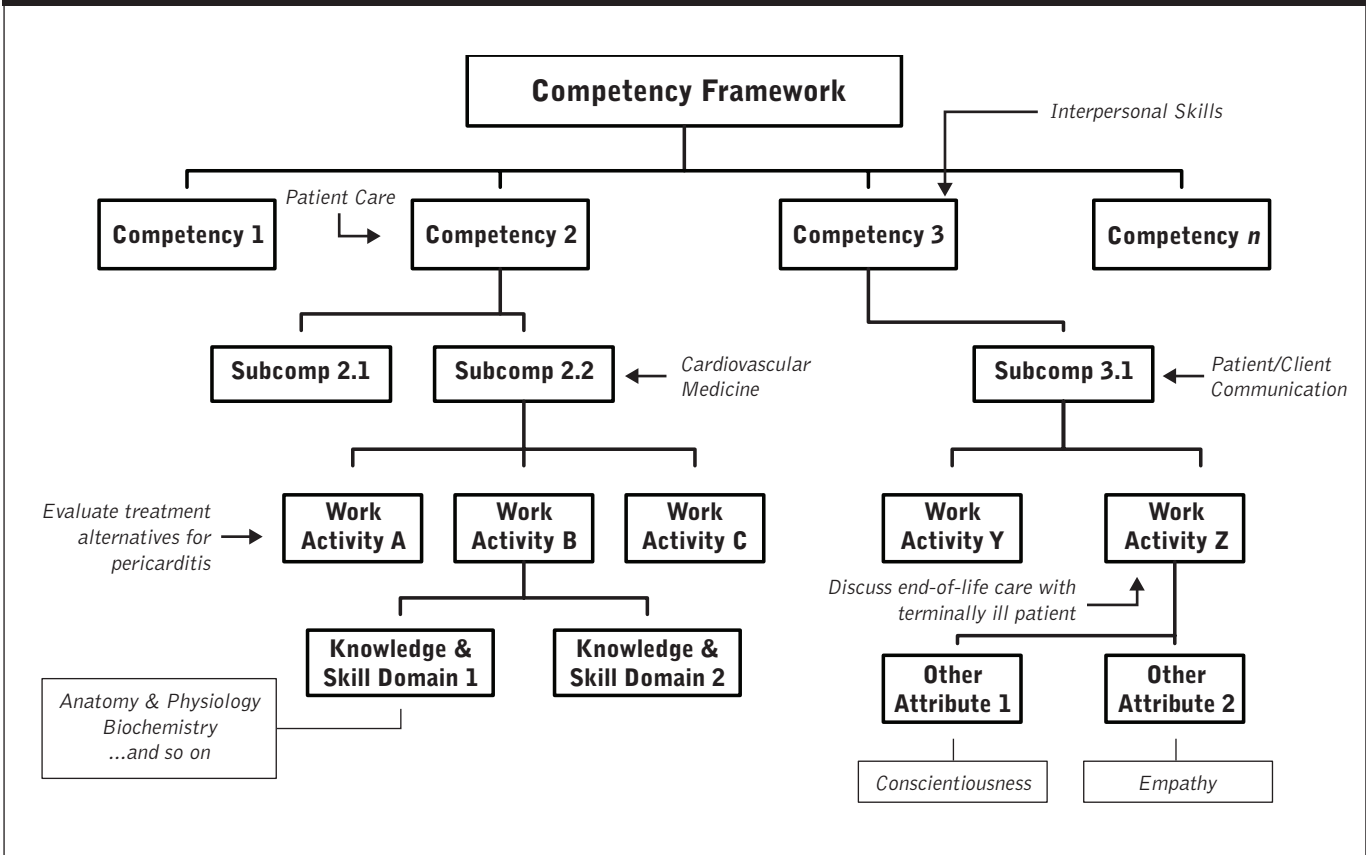 Competency Framework
Interpersonal Skills
Patient Care
Competency 1
Competency 2
Competency 3
Competency n
Subcomp 2.1
Subcomp 2.2
Cardiovascular
Medicine
Subcomp 3.1
Patient/Client
Communication
Evaluate treatment
alternatives for
pericarditis
Work
Activity A
Work
Activity B
Work
Activity C
Work
Activity Y
Work
Activity Z
Discuss end-of-life care with
terminally ill patient
Knowledge &
Skill Domain 1
Knowledge &
Skill Domain 2
Other
Attribute 1
Other
Attribute 2
Anatomy & Physiology
Biochemistry
...and so on
Conscientiousness
Empathy